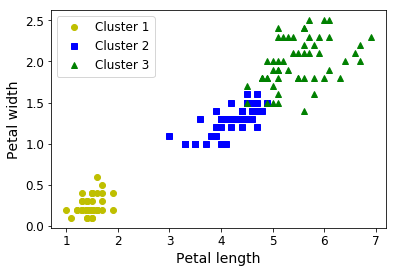 Cluster 1
Cluster 2
Cluster 3
Petal width
2.5
2.0
1.5
1.0
0.5
0.0
1 2 3 4 5 6 7
Petal length